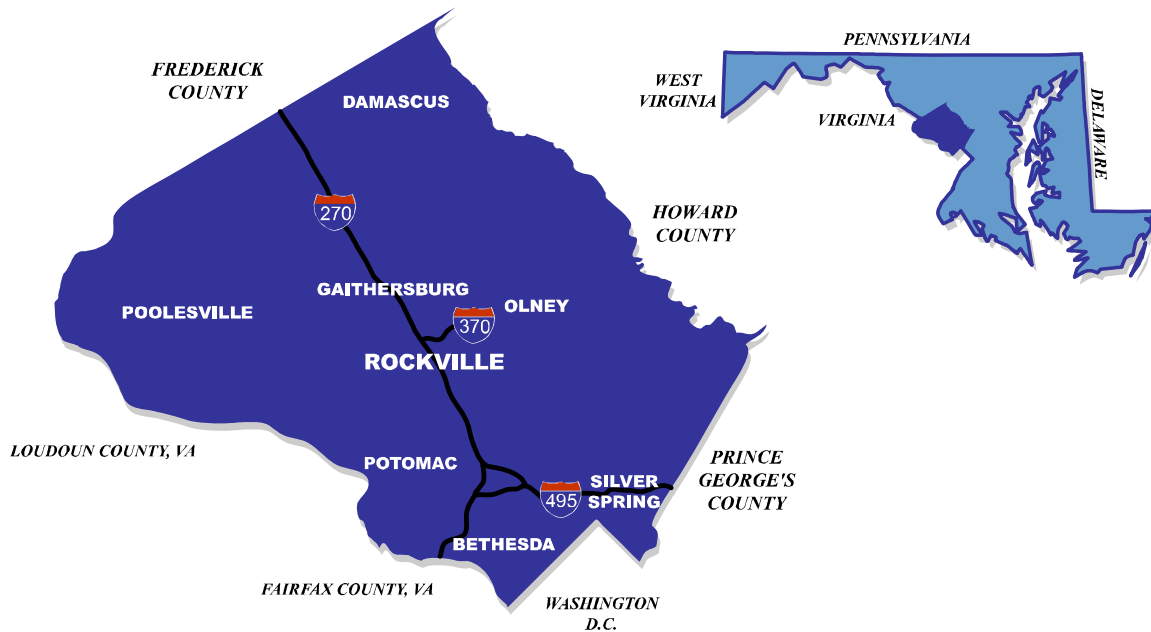 FREDERICK
COUNTY
DAMASCUS
270
HOWARD
COUNTY
GAITHERSBURG
OLNEY
POOLESVILLE
370
ROCKVILLE
LOUDOUN COUNTY, VA
POTOMAC
SILVER
SPRING
495
PRINCE
GEORGE'S
COUNTY
BETHESDA
FAIRFAX COUNTY, VA
WASHINGTON
D.C.
PENNSYLVANIA
WEST
VIRGINIA
VIRGINIA
DELAWARE